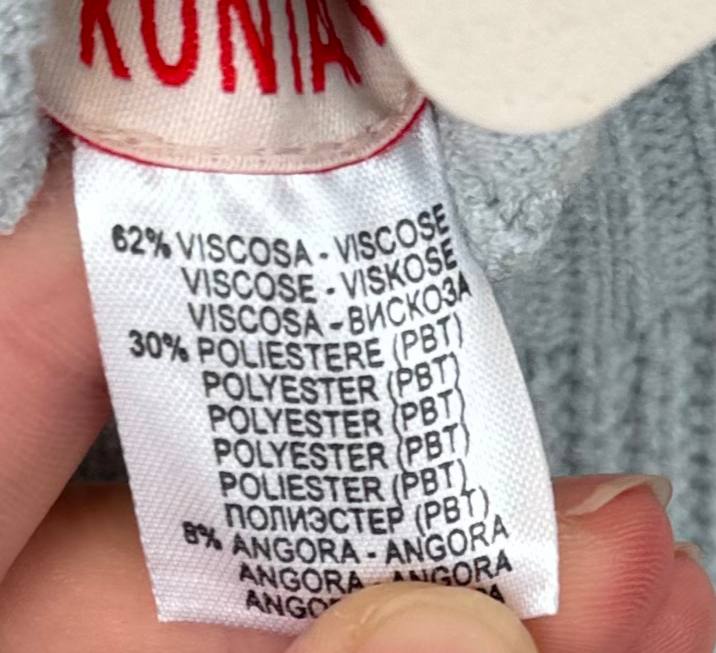 KONTA
62% VISCOSA - VISCOSE
VISCOSE - VISKOSE
VISCOSA - ВИСКОЗА
30% POLIESTERE (PBT)
POLYESTER (PBT)
POLYESTER (PBT)
POLYESTER (PBT)
POLIESTER (PBT)
ПОЛИЭСТЕР (PBT)
8% ANGORA - ANGORA
ANGORA - ANGORA